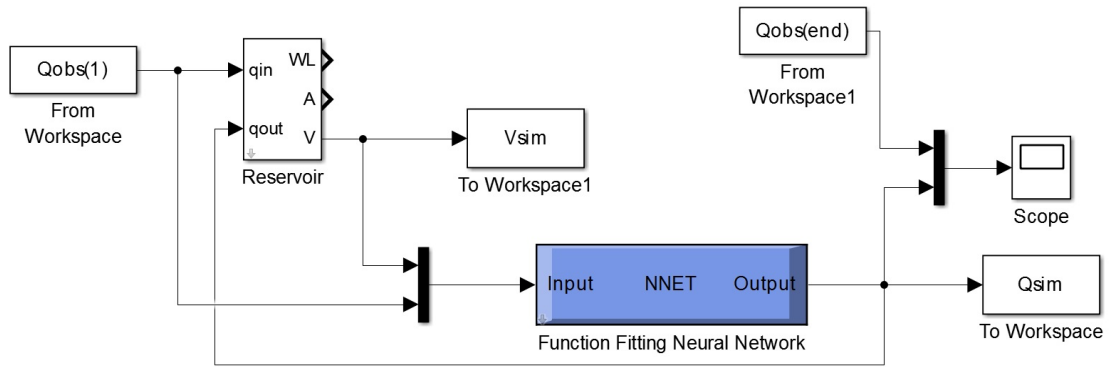 Qobs(1)
From
Workspace
qin
qout
WL
A
V
Reservoir
Vsim
To Workspace1
Qobs(end)
From
Workspace1
Scope
Input
NNET
Output
Function Fitting Neural Network
Qsim
To Workspace